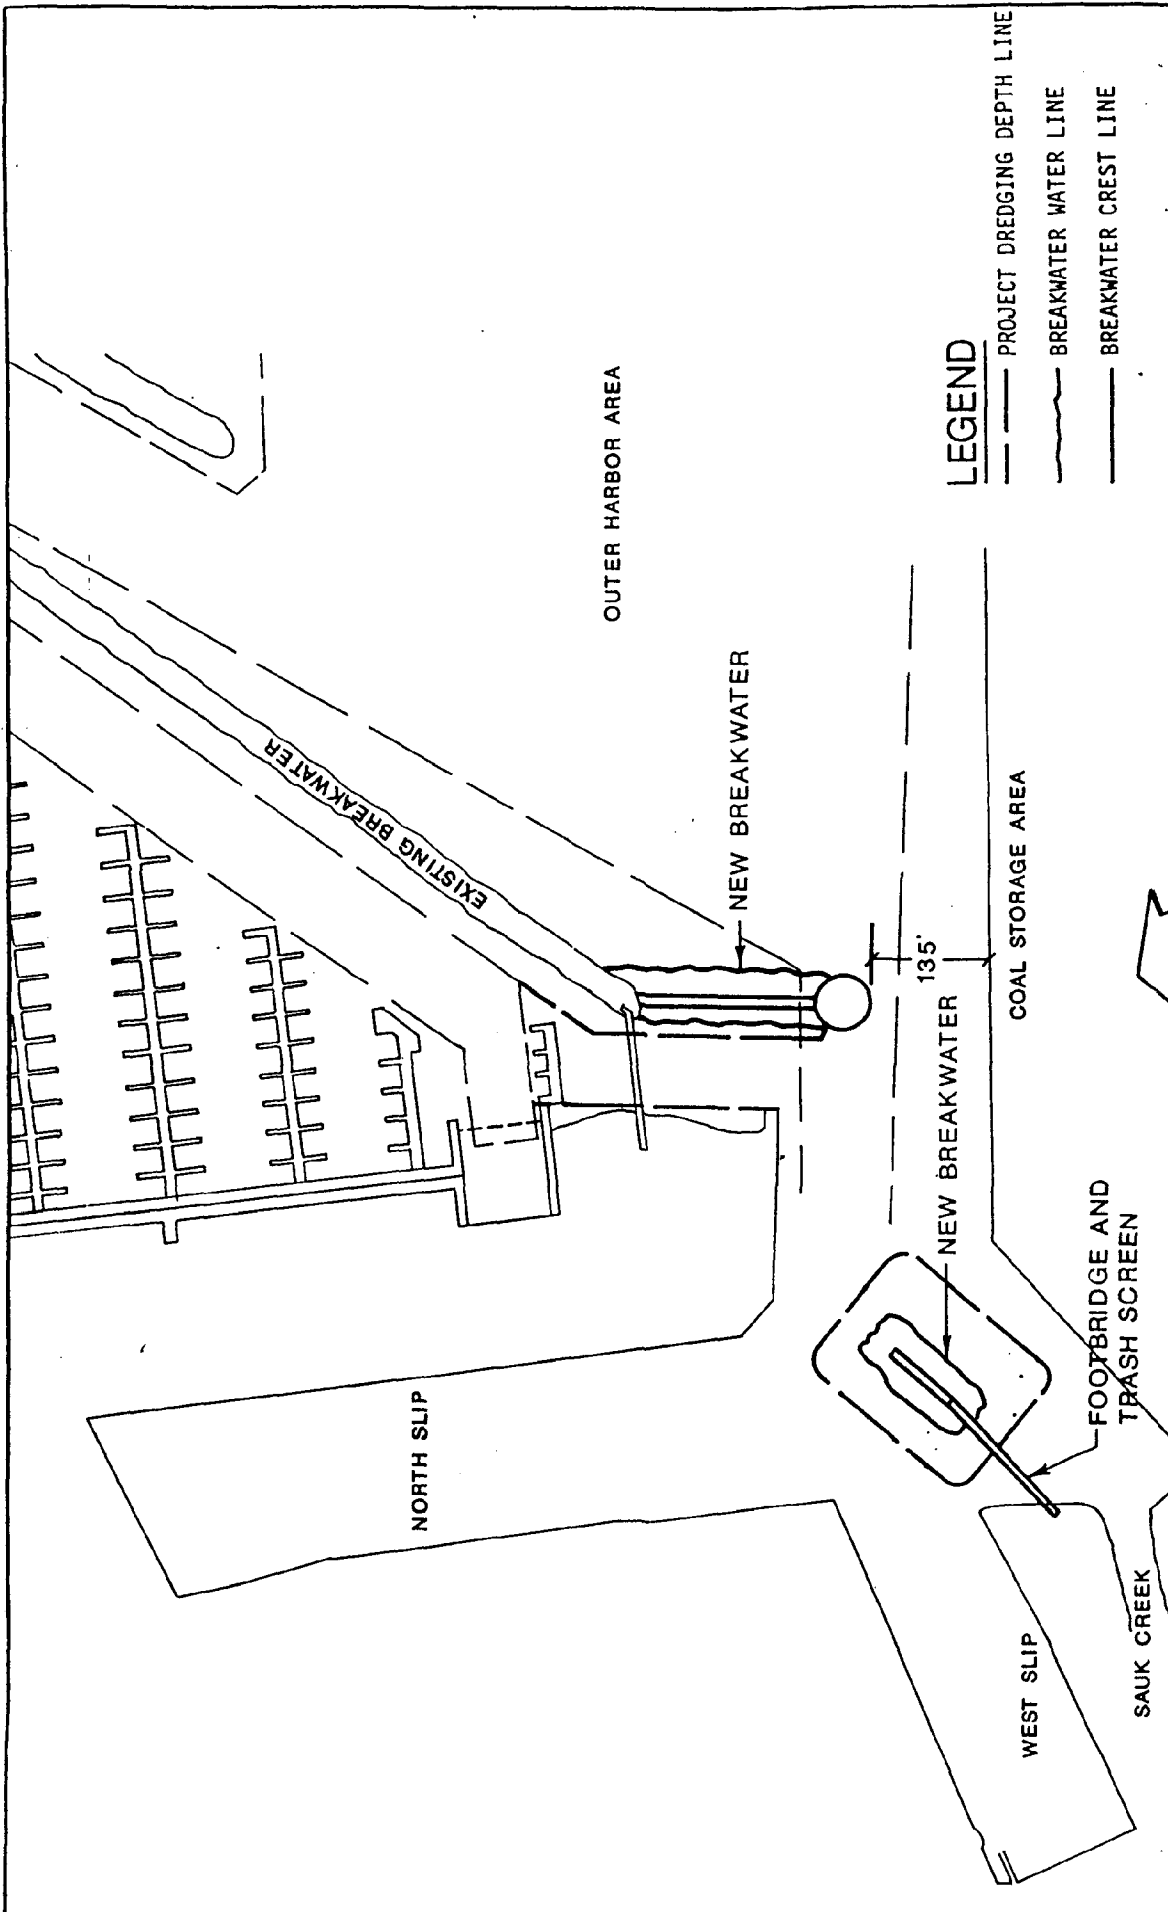 EXISTING BREAKWATER
OUTER HARBOR AREA
NEW BREAKWATER
135'
COAL STORAGE AREA
NEW BREAKWATER
FOOTBRIDGE AND
TRASH SCREEN
NORTH SLIP
WEST SLIP
SAUK CREEK
LEGEND
PROJECT DREDGING DEPTH LINE
BREAKWATER WATER LINE
BREAKWATER CREST LINE